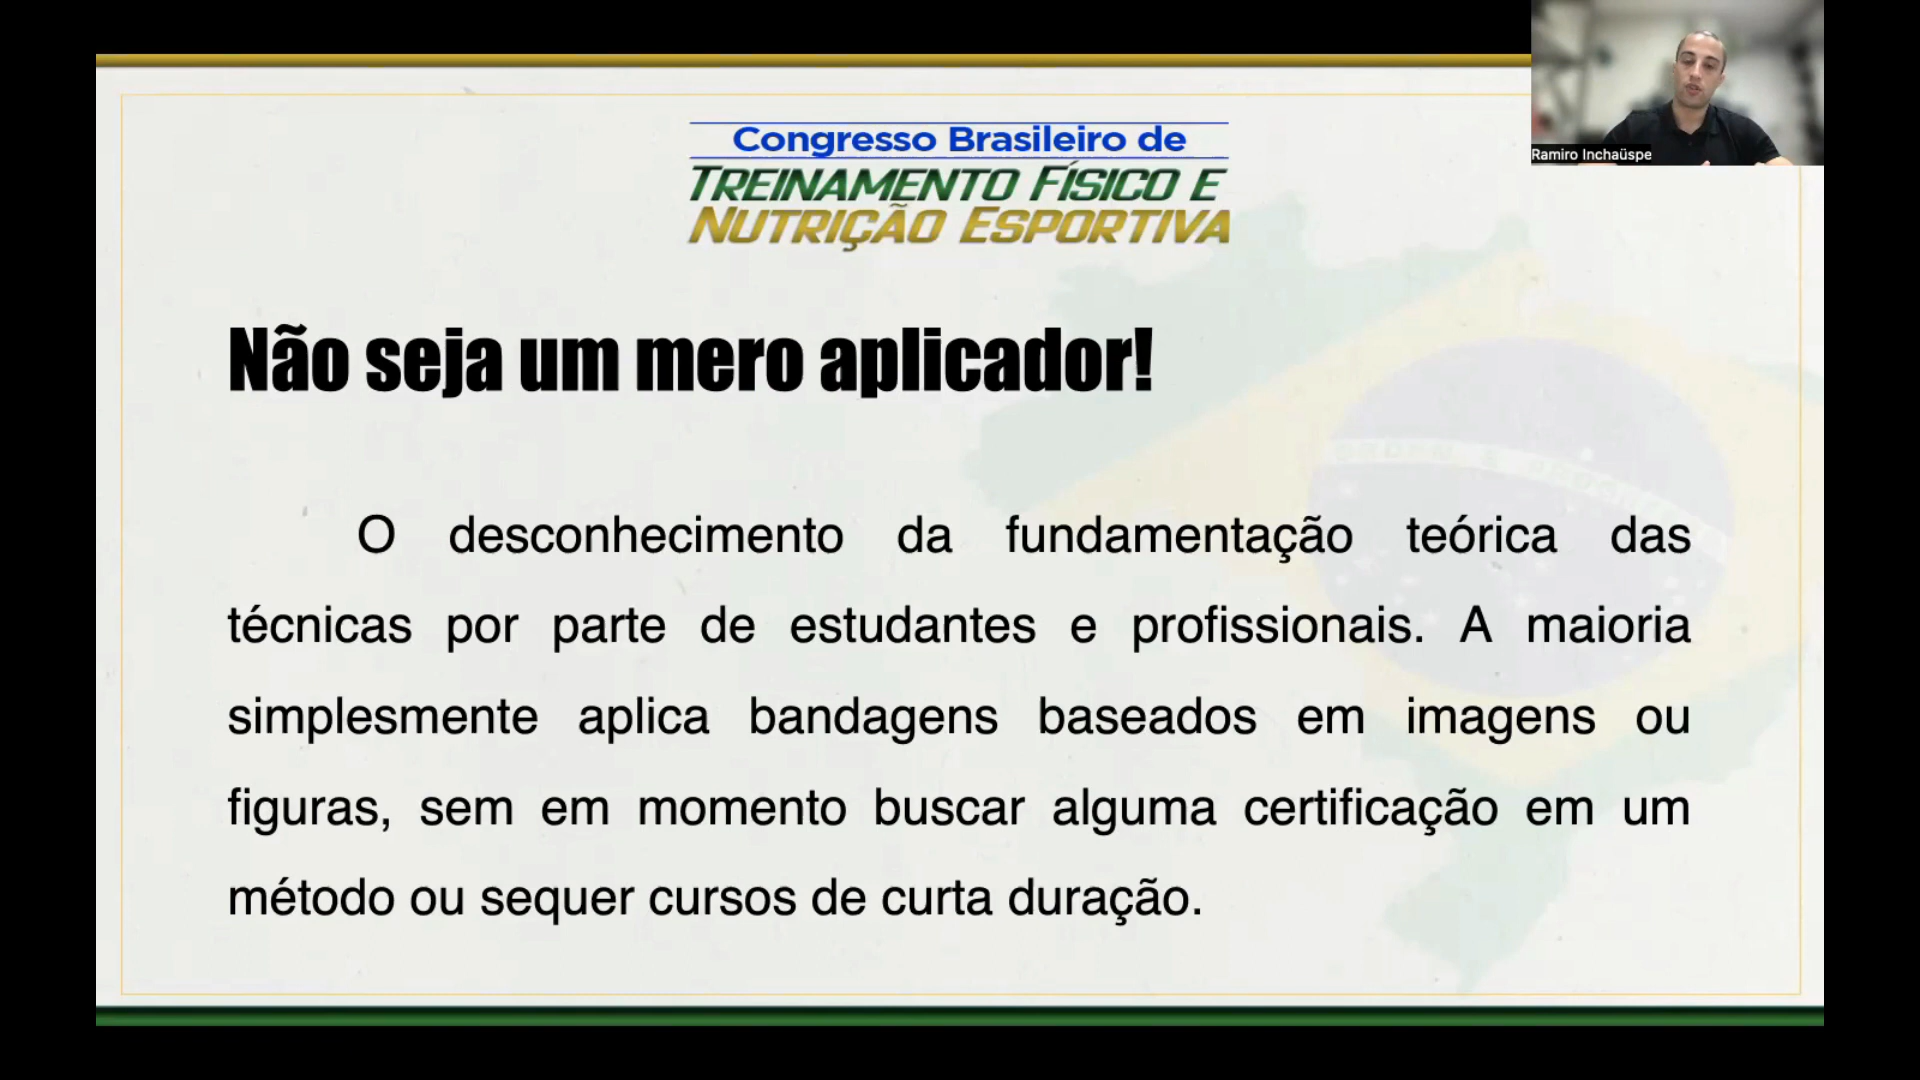 Congresso Brasileiro de
TREINAMENTO FÍSICO E
NUTRIÇÃO ESPORTIVA
Ramiro Inchaüspe
Não seja um mero aplicador!
O desconhecimento da fundamentação teórica das
técnicas por parte de estudantes e profissionais. A maioria
simplesmente aplica bandagens baseados em imagens ou
figuras, sem em momento buscar alguma certificação em um
método ou sequer cursos de curta duração.